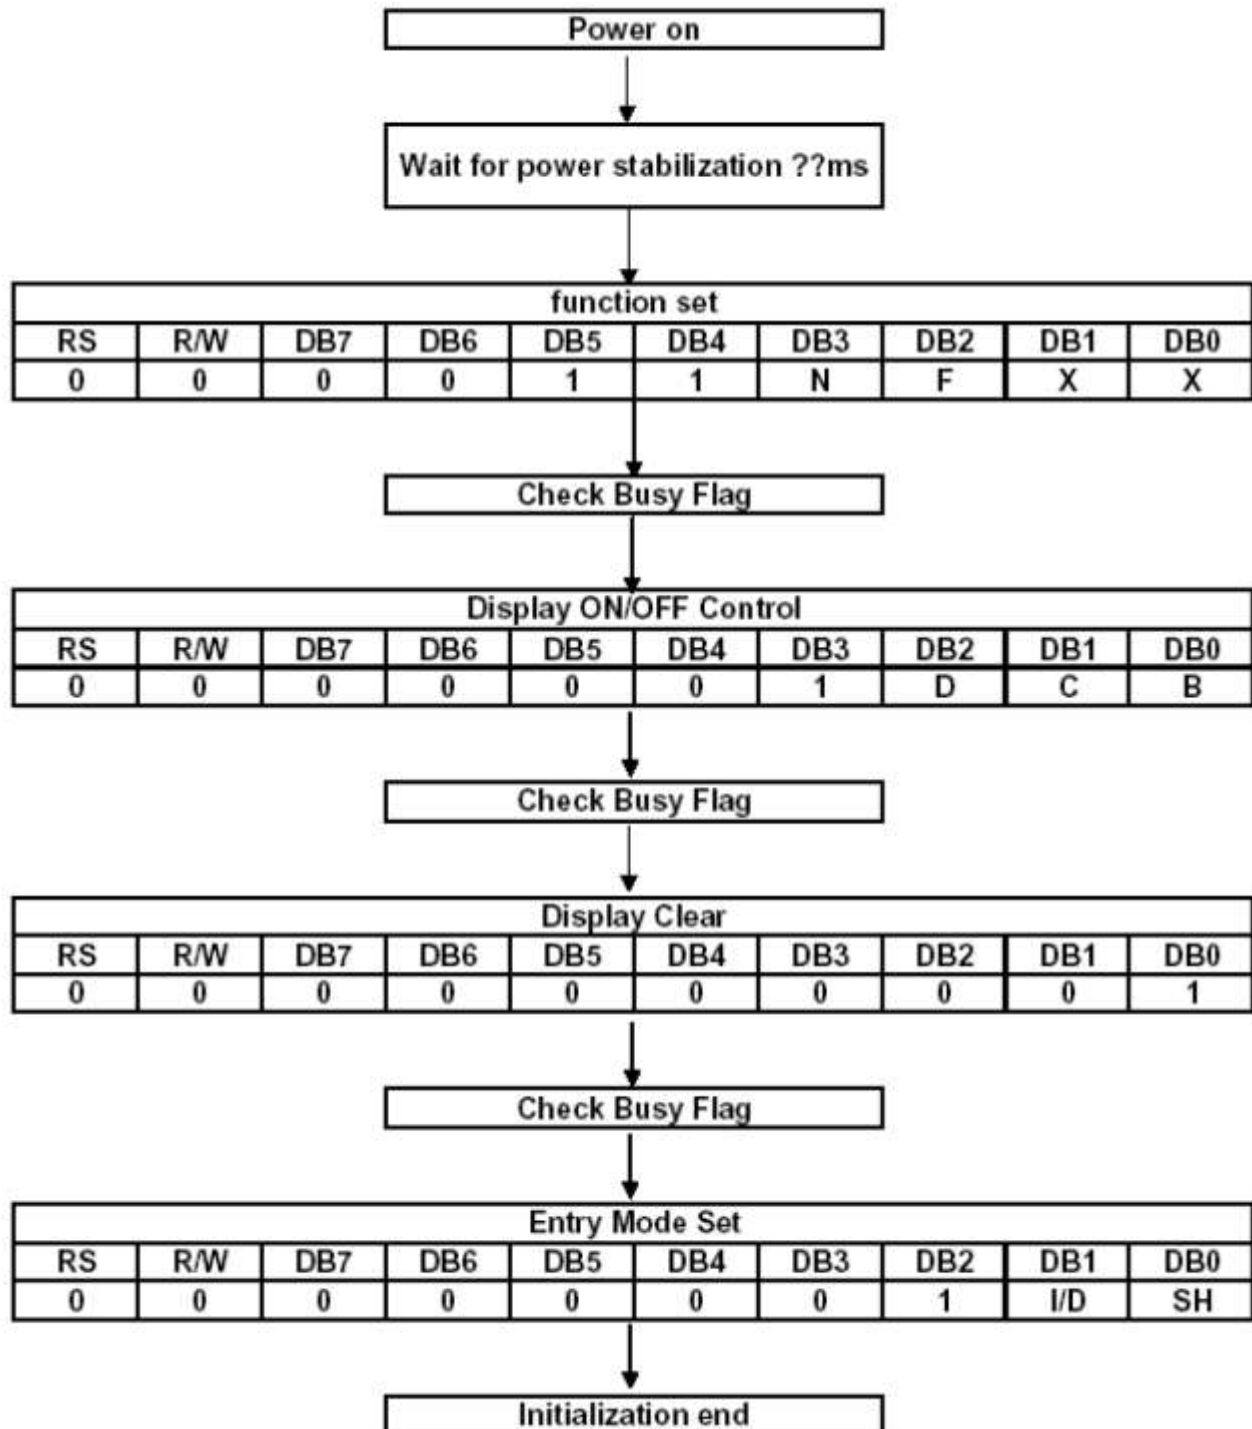 Power on
Wait for power stabilization ??ms
function set
RS R/W DB7 DB6 DB5 DB4 DB3 DB2 DB1 DB0
0 0 0 0 1 1 N F X X
Check Busy Flag
Display ON/OFF Control
RS R/W DB7 DB6 DB5 DB4 DB3 DB2 DB1 DB0
0 0 0 0 0 0 1 D C B
Check Busy Flag
Display Clear
RS R/W DB7 DB6 DB5 DB4 DB3 DB2 DB1 DB0
0 0 0 0 0 0 0 0 0 1
Check Busy Flag
Entry Mode Set
RS R/W DB7 DB6 DB5 DB4 DB3 DB2 DB1 DB0
0 0 0 0 0 0 0 1 I/D SH
Initialization end